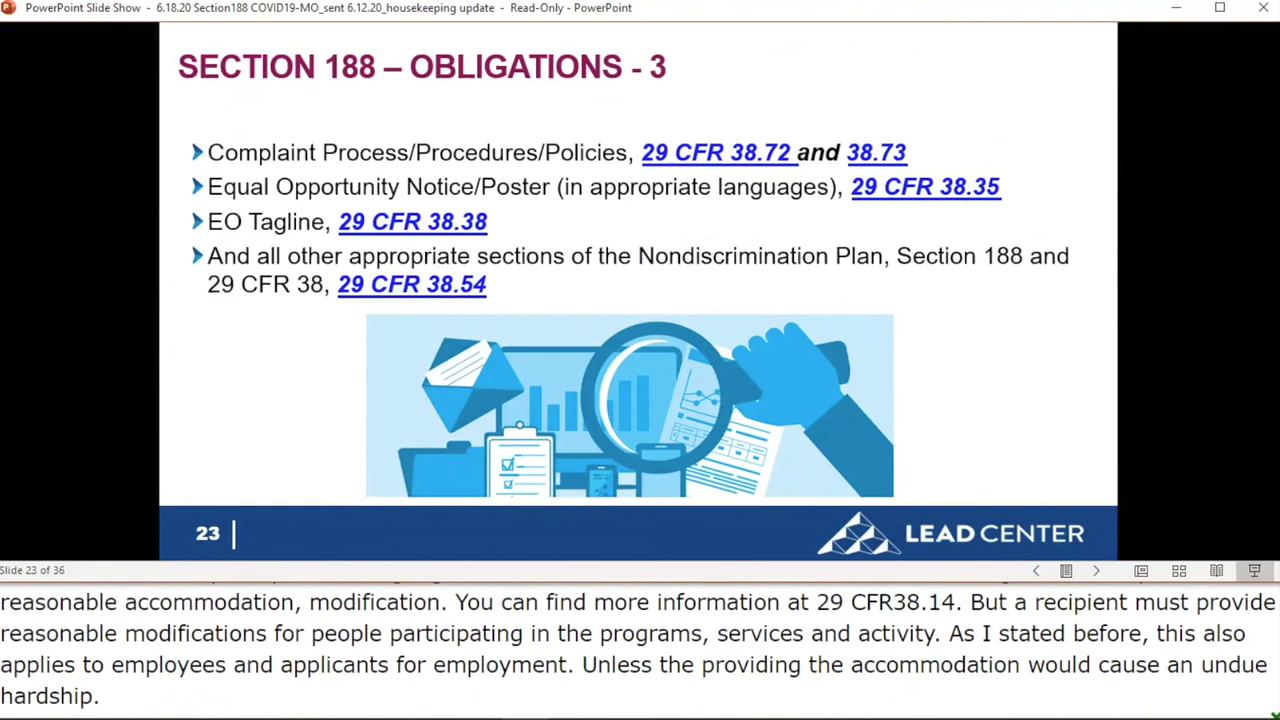 PowerPoint Slide Show - 6.18.20 Section188 COVID19-MO_sent 6.12.20_housekeeping update - Read-Only - PowerPoint
SECTION 188 – OBLIGATIONS - 3
Complaint Process/Procedures/Policies, 29 CFR 38.72 and 38.73
Equal Opportunity Notice/Poster (in appropriate languages), 29 CFR 38.35
EO Tagline, 29 CFR 38.38
And all other appropriate sections of the Nondiscrimination Plan, Section 188 and
29 CFR 38, 29 CFR 38.54
23
LEAD CENTER
Slide 23 of 36
reasonable accommodation, modification. You can find more information at 29 CFR38.14. But a recipient must provide
reasonable modifications for people participating in the programs, services and activity. As I stated before, this also
applies to employees and applicants for employment. Unless the providing the accommodation would cause an undue
hardship.